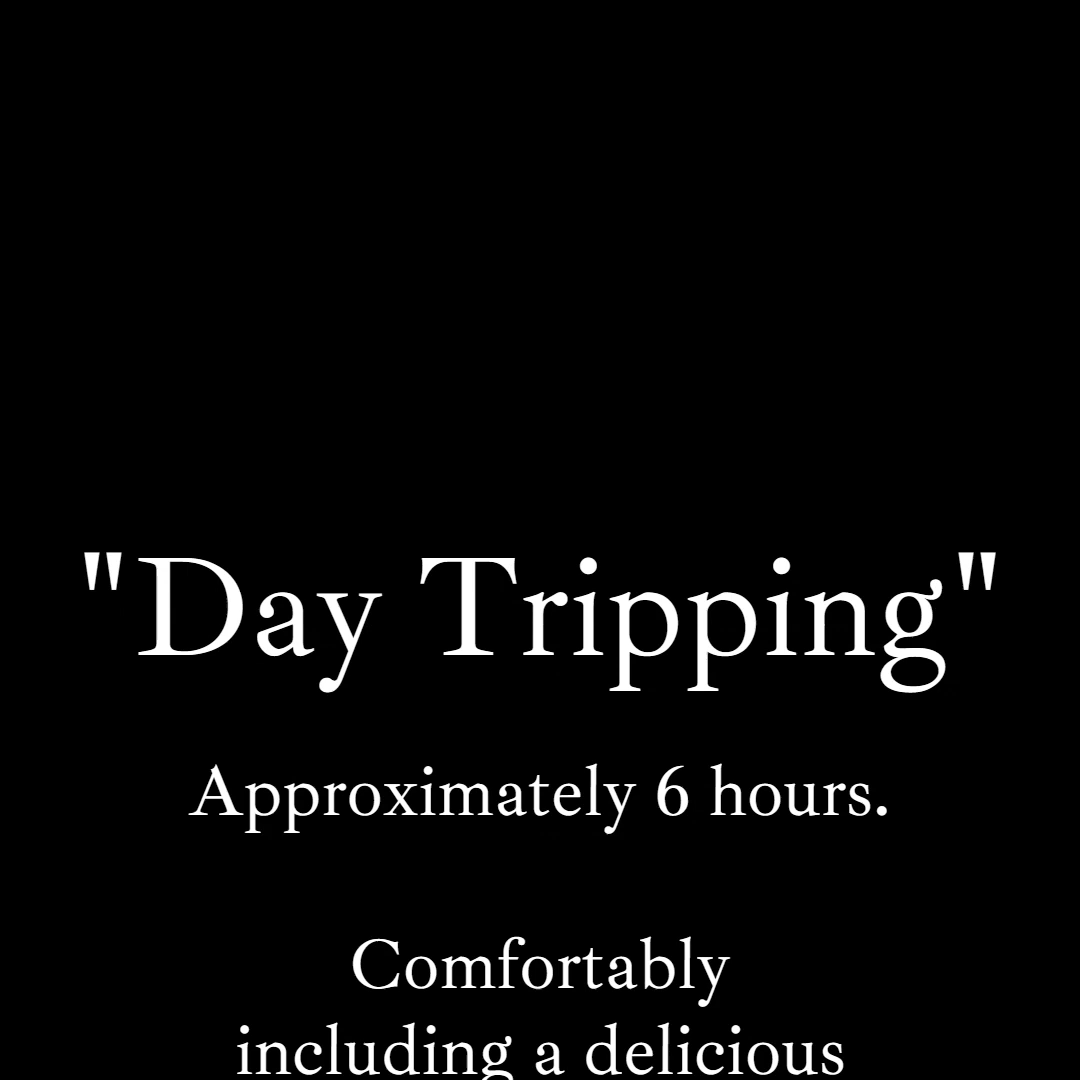 "Day Tripping"
Approximately 6 hours.
Comfortably
including a delicious